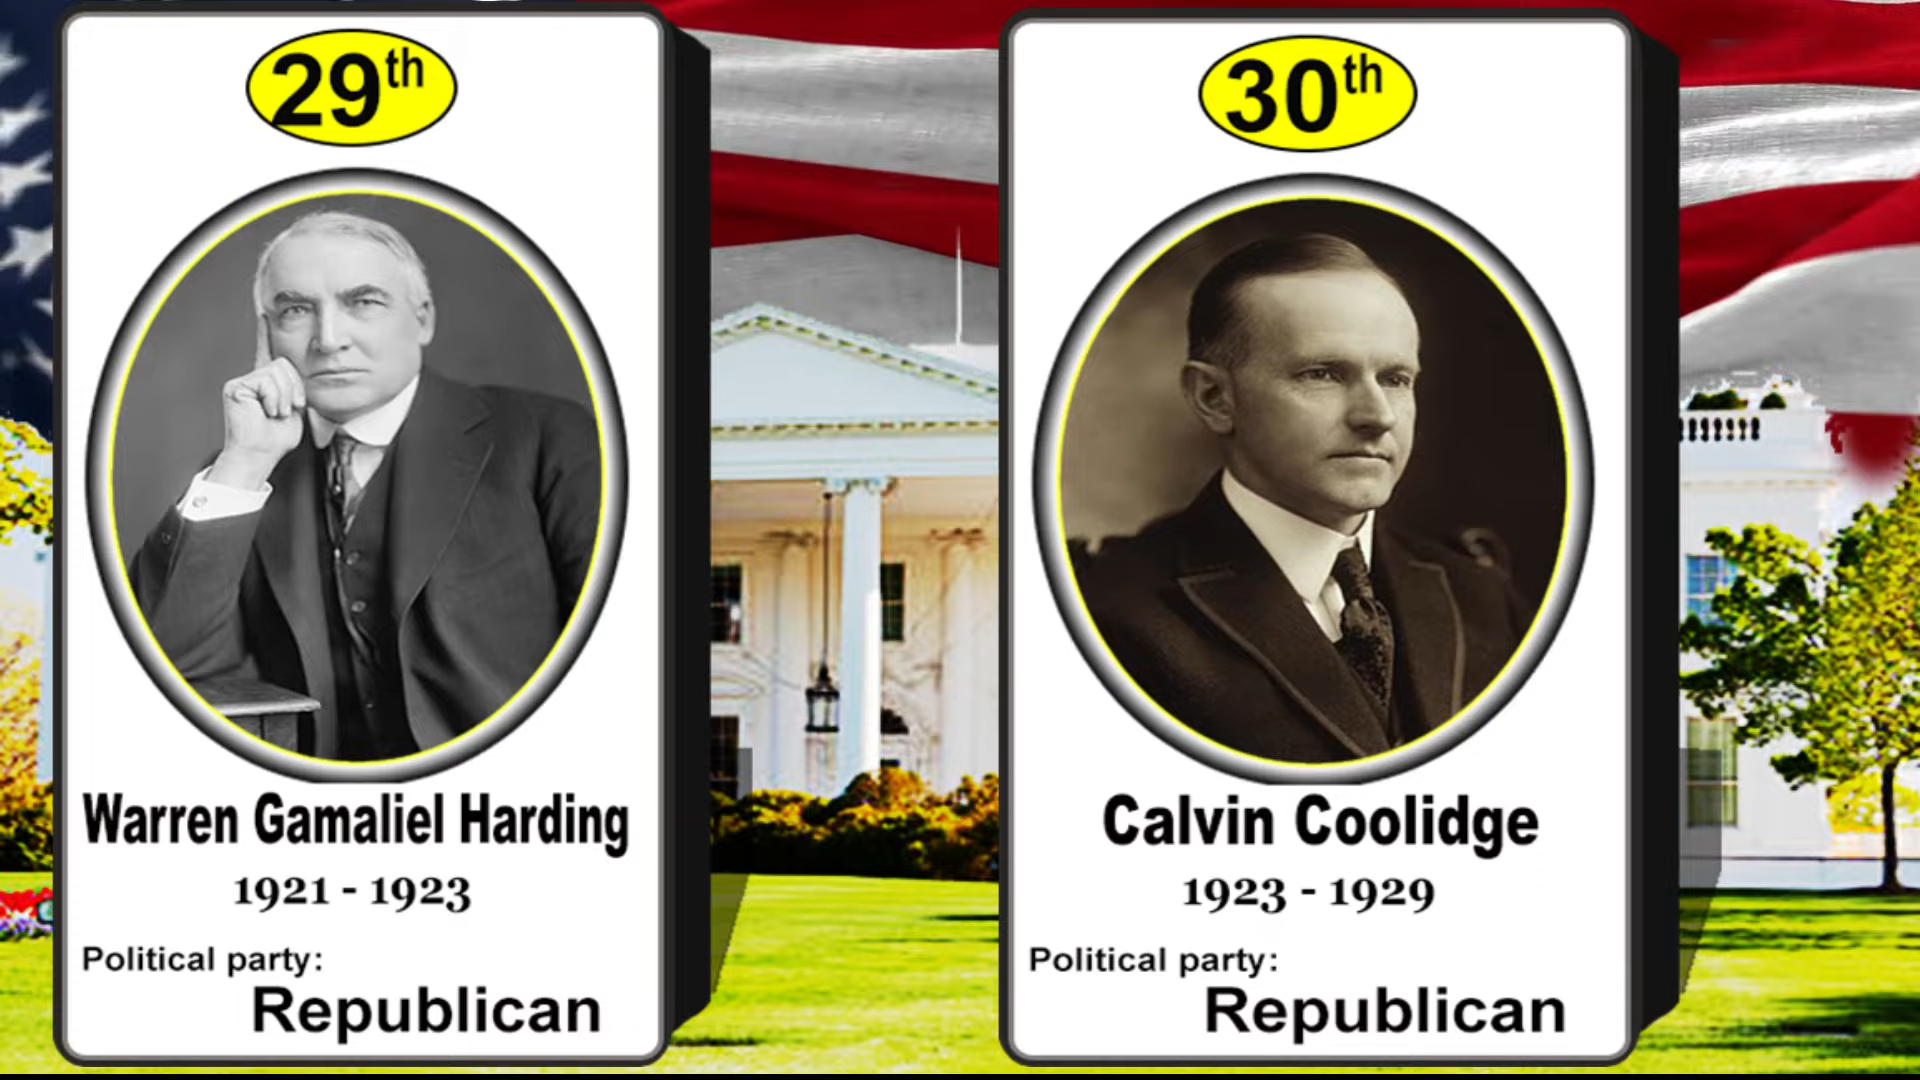 29th
Warren Gamaliel Harding
1921 - 1923
Political party:
Republican
30th
Calvin Coolidge
1923 - 1929
Political party:
Republican